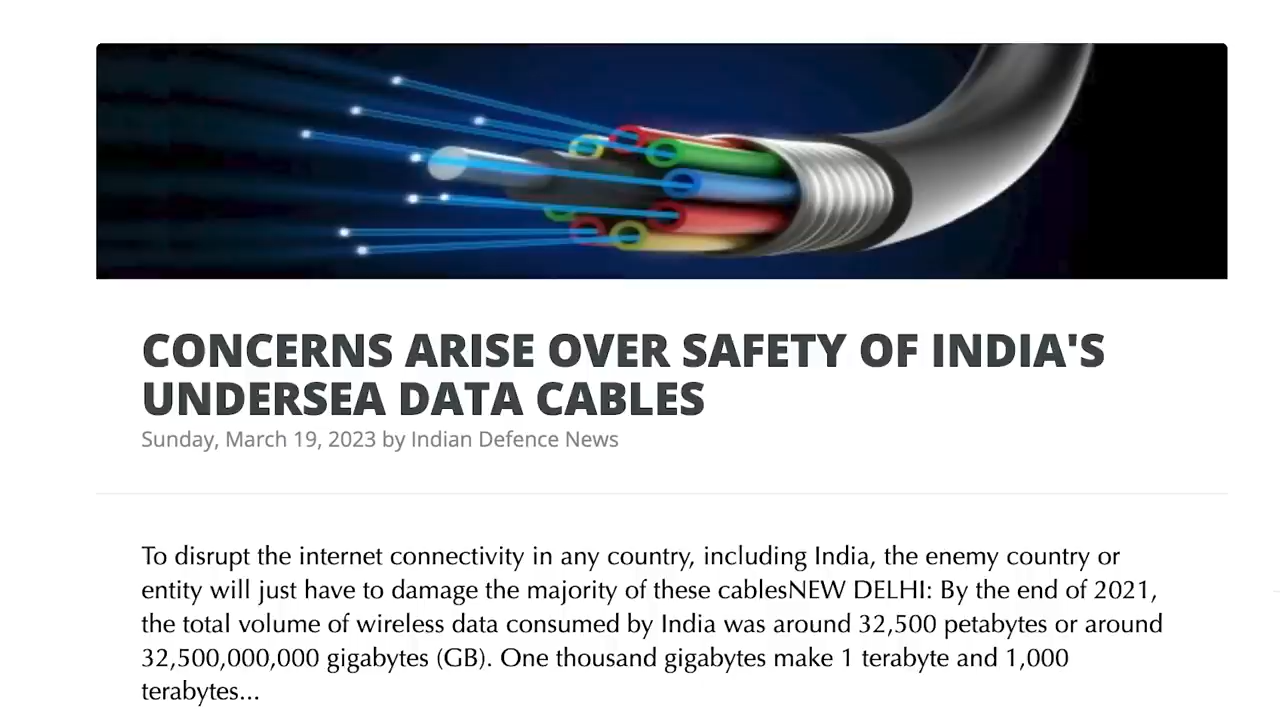 CONCERNS ARISE OVER SAFETY OF INDIA'S
UNDERSEA DATA CABLES
Sunday, March 19, 2023 by Indian Defence News
To disrupt the internet connectivity in any country, including India, the enemy country or
entity will just have to damage the majority of these cablesNEW DELHI: By the end of 2021,
the total volume of wireless data consumed by India was around 32,500 petabytes or around
32,500,000,000 gigabytes (GB). One thousand gigabytes make 1 terabyte and 1,000
terabytes...